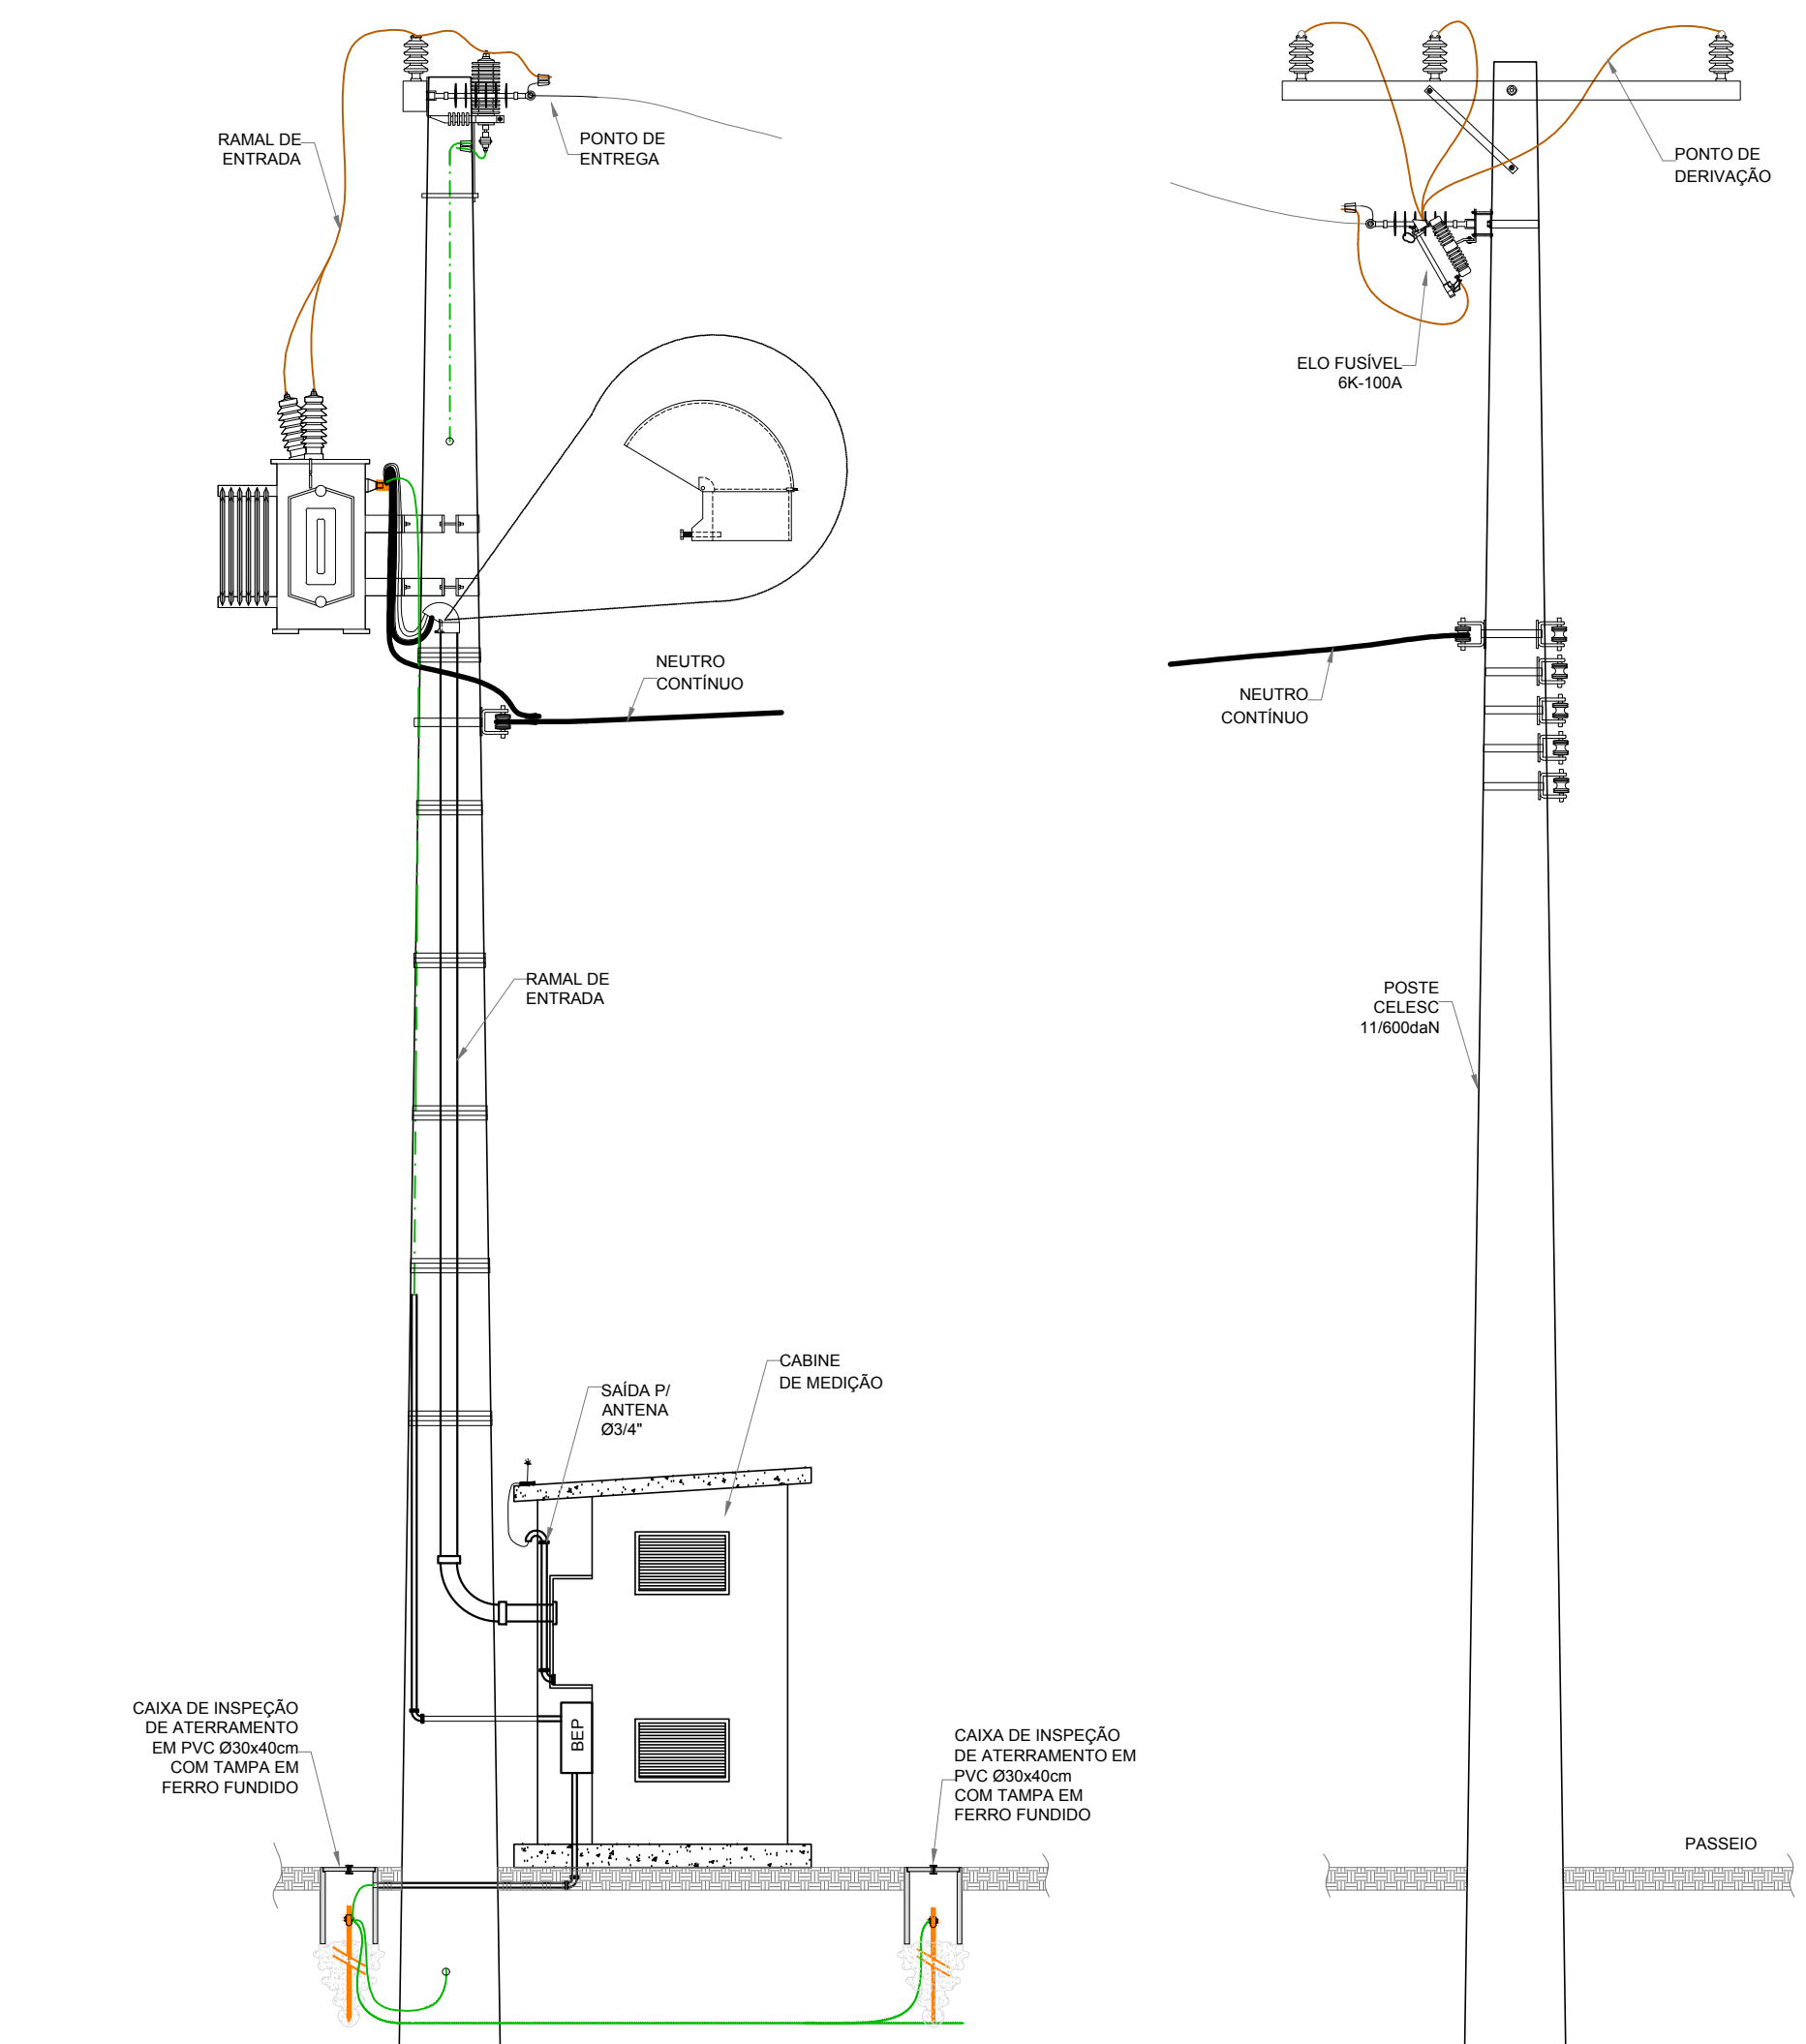 RAMAL DE
ENTRADA
PONTO DE
ENTREGA
PONTO DE
DERIVAÇÃO
ELO FUSÍVEL
6K-100A
NEUTRO
CONTÍNUO
NEUTRO
CONTÍNUO
RAMAL DE
ENTRADA
POSTE
CELESC
11/600daN
CABINE
DE MEDIÇÃO
SAÍDA P/
ANTENA
Ø3/4"
CAIXA DE INSPEÇÃO
DE ATERRAMENTO
EM PVC Ø30x40cm
COM TAMPA EM
FERRO FUNDIDO
BEP
CAIXA DE INSPEÇÃO
DE ATERRAMENTO EM
PVC Ø30x40cm
COM TAMPA EM
FERRO FUNDIDO
PASSEIO